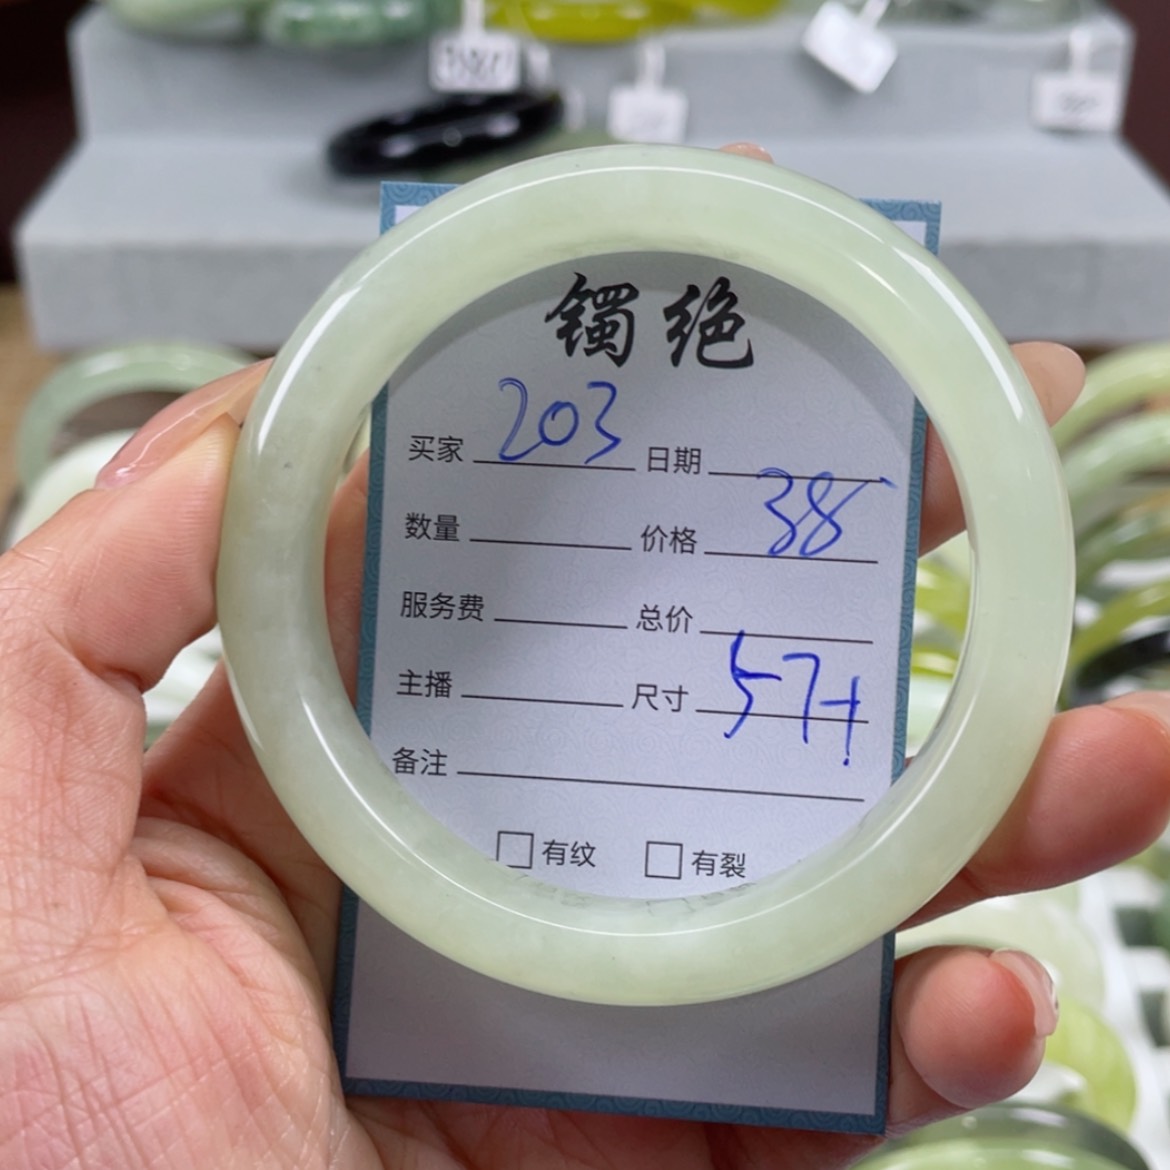 镯绝
买家 203 日期
数量 价格 38
服务费 总价
主播 尺寸 57+
备注
有纹 有裂